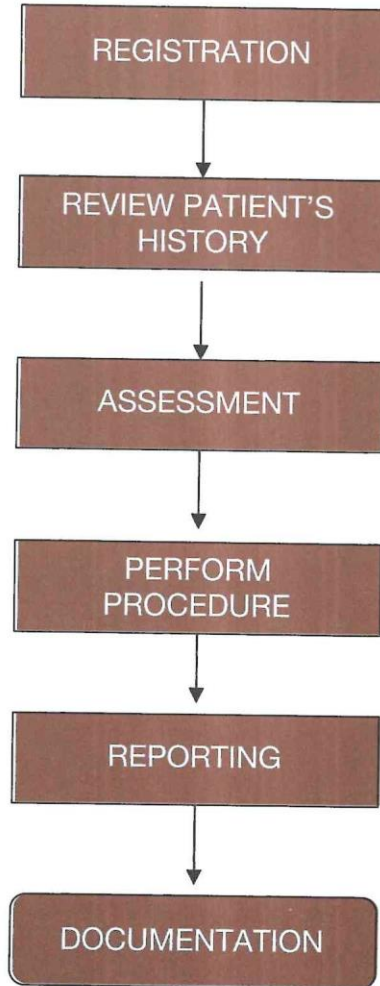 REGISTRATION
REVIEW PATIENT'S
HISTORY
ASSESSMENT
PERFORM
PROCEDURE
REPORTING
DOCUMENTATION